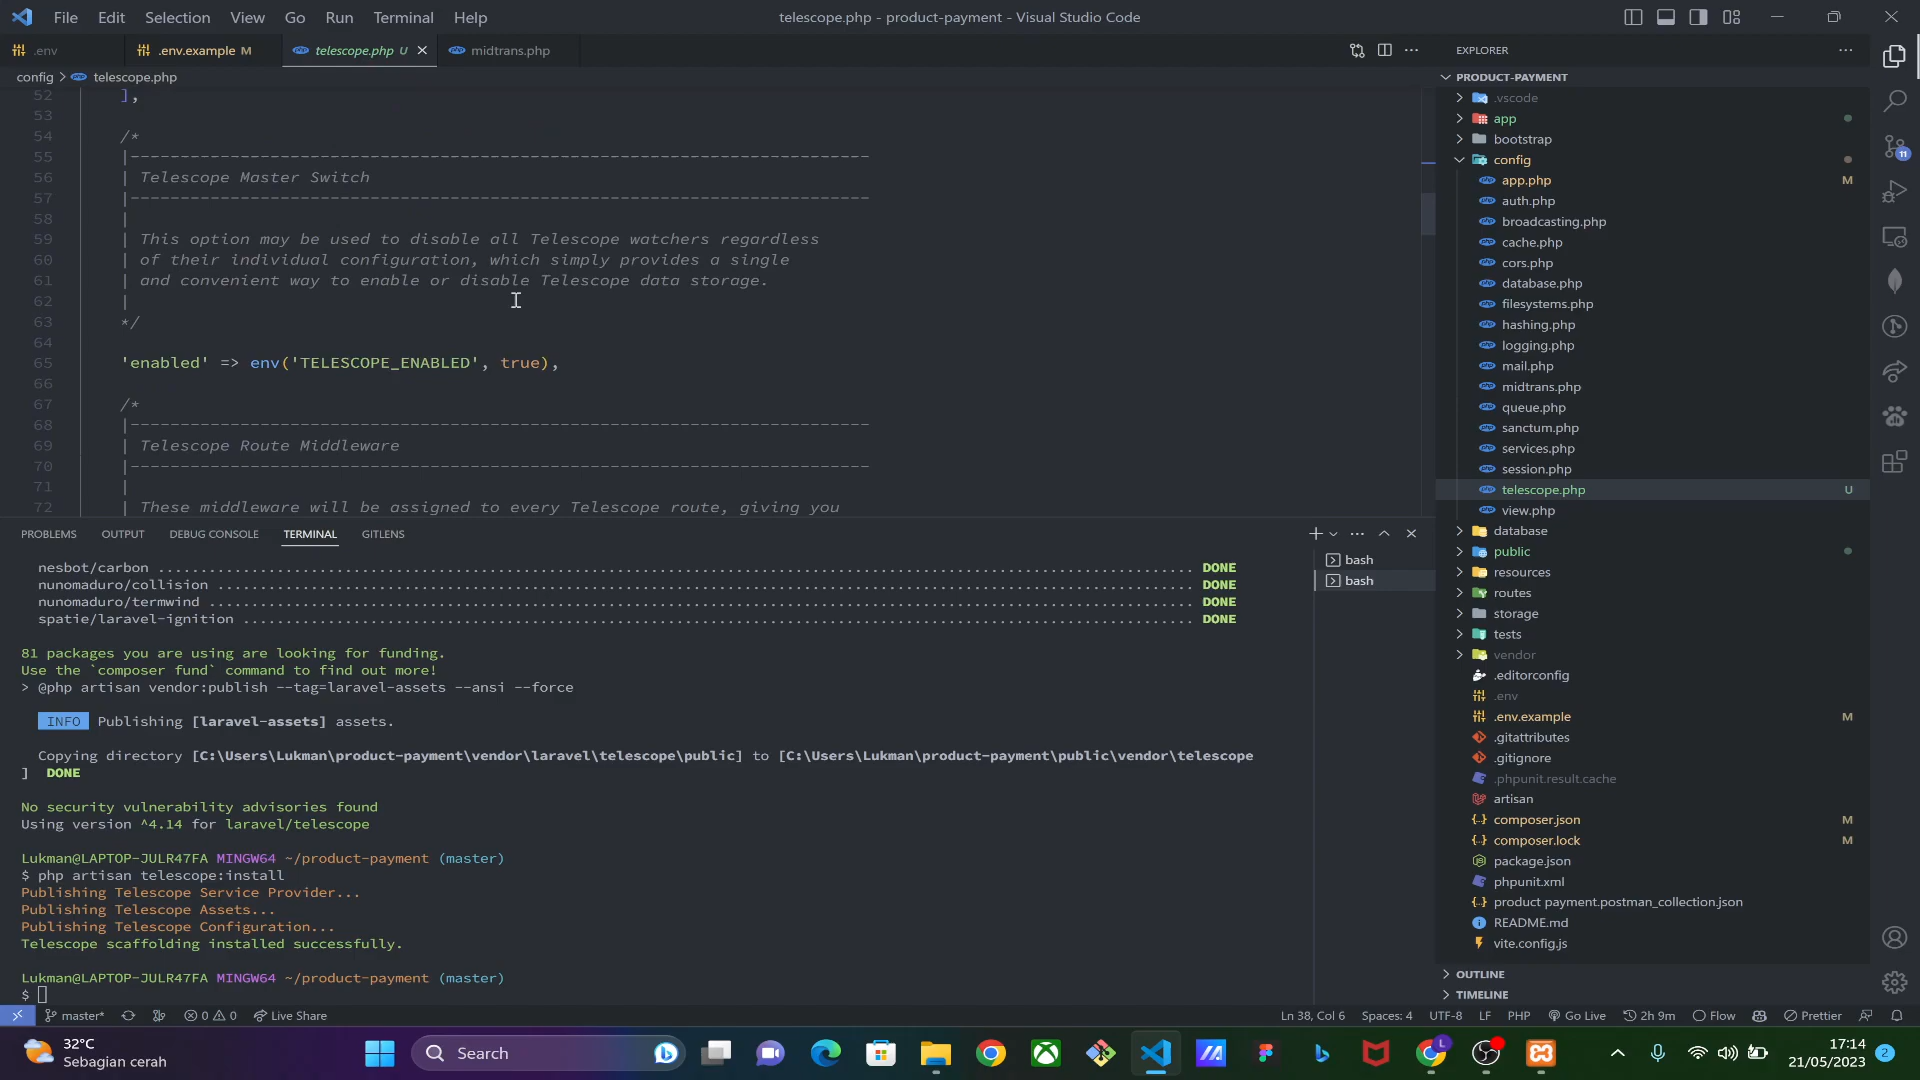 File Edit Selection View Go Run Terminal Help
telescope.php - product-payment - Visual Studio Code
.env
.env.example M
telescope.php U
midtrans.php
config > telescope.php
52 ],
53
54 /*
55 |--------------------------------------------------------------------------
56 | Telescope Master Switch
57 |--------------------------------------------------------------------------
58 |
59 | This option may be used to disable all Telescope watchers regardless
60 | of their individual configuration, which simply provides a single
61 | and convenient way to enable or disable Telescope data storage.
62 |
63 */
64
65 'enabled' => env('TELESCOPE_ENABLED', true),
66
67 /*
68 |--------------------------------------------------------------------------
69 | Telescope Route Middleware
70 |--------------------------------------------------------------------------
71 |
72 | These middleware will be assigned to every Telescope route, giving you
PROBLEMS OUTPUT DEBUG CONSOLE TERMINAL GITLENS
nesbot/carbon ........ DONE
nunomaduro/collision ........ DONE
nunomaduro/termwind ........ DONE
spatie/laravel-ignition ........ DONE
81 packages you are using are looking for funding.
Use the `composer fund` command to find out more!
> @php artisan vendor:publish --tag=laravel-assets --ansi --force
INFO Publishing [laravel-assets] assets.
Copying directory [C:\Users\Lukman\product-payment\vendor\laravel\telescope\public] to [C:\Users\Lukman\product-payment\public\vendor\telescope
] DONE
No security vulnerability advisories found
Using version ^4.14 for laravel/telescope
Lukman@LAPTOP-JULR47FA MINGW64 ~/product-payment (master)
$ php artisan telescope:install
Publishing Telescope Service Provider...
Publishing Telescope Assets...
Publishing Telescope Configuration...
Telescope scaffolding installed successfully.
Lukman@LAPTOP-JULR47FA MINGW64 ~/product-payment (master)
$
bash
bash
EXPLORER
PRODUCT-PAYMENT
.vscode
app
bootstrap
config
app.php M
auth.php
broadcasting.php
cache.php
cors.php
database.php
filesystems.php
hashing.php
logging.php
mail.php
midtrans.php
queue.php
sanctum.php
services.php
session.php
telescope.php U
view.php
database
public
resources
routes
storage
tests
vendor
.editorconfig
.env
.env.example M
.gitattributes
.gitignore
.phpunit.result.cache
artisan
composer.json M
composer.lock M
package.json
phpunit.xml
product payment.postman_collection.json
README.md
vite.config.js
OUTLINE
TIMELINE
11
master* 0 0 Live Share
Ln 38, Col 6 Spaces: 4 UTF-8 LF PHP Go Live 2h 9m Flow Prettier
32°C
Sebagian cerah
Search
L
17:14
21/05/2023
2